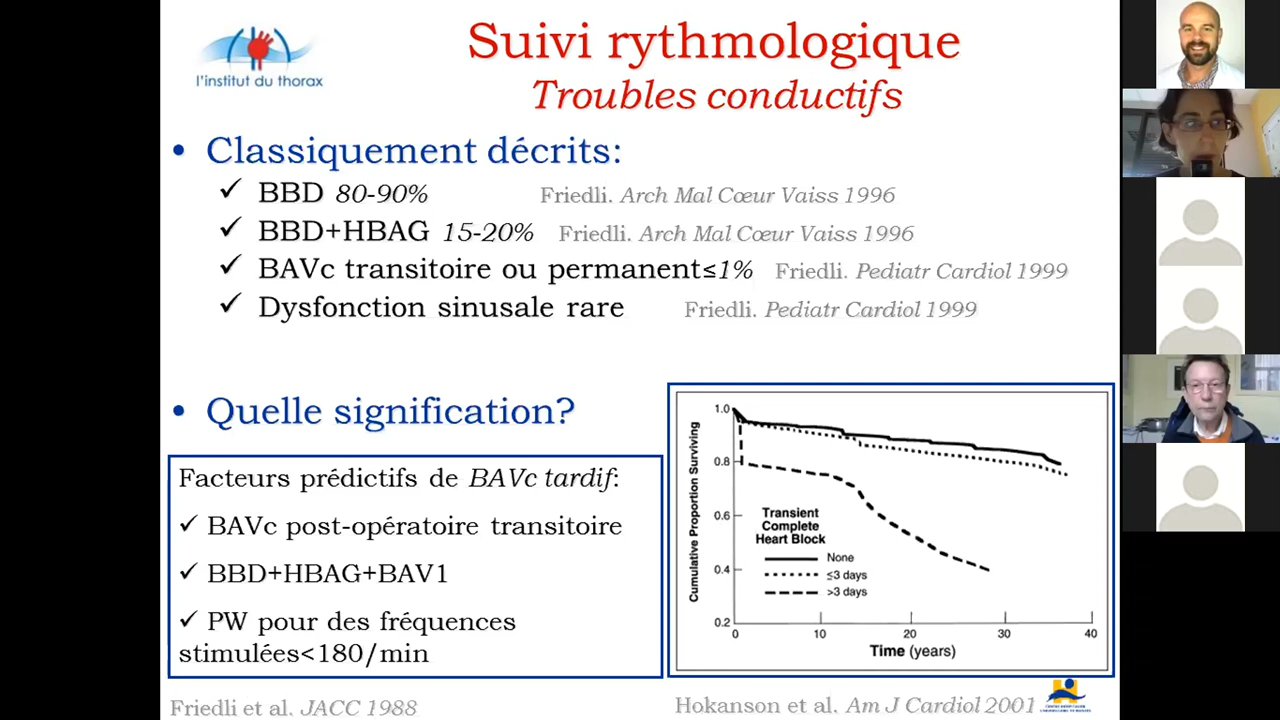 l'institut du thorax
Suivi rythmologique
Troubles conductifs
• Classiquement décrits:
✓ BBD 80-90% Friedli. Arch Mal Cœur Vaiss 1996
✓ BBD+HBAG 15-20% Friedli. Arch Mal Cœur Vaiss 1996
✓ BAVc transitoire ou permanent≤1% Friedli. Pediatr Cardiol 1999
✓ Dysfonction sinusale rare Friedli. Pediatr Cardiol 1999
• Quelle signification?
Facteurs prédictifs de BAVc tardif:
✓ BAVc post-opératoire transitoire
✓ BBD+HBAG+BAV1
✓ PW pour des fréquences
stimulées<180/min
Friedli et al. JACC 1988
Cumulative Proportion Surviving
1.0
0.8
0.6
0.4
0.2
Transient
Complete
Heart Block
None
≤3 days
>3 days
0 10 20 30 40
Time (years)
Hokanson et al. Am J Cardiol 2001